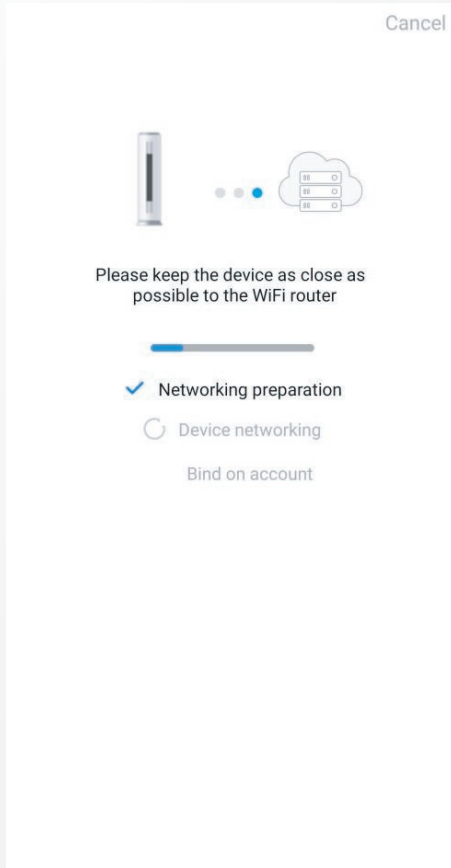 Cancel
Please keep the device as close as
possible to the WiFi router
Networking preparation
Device networking
Bind on account